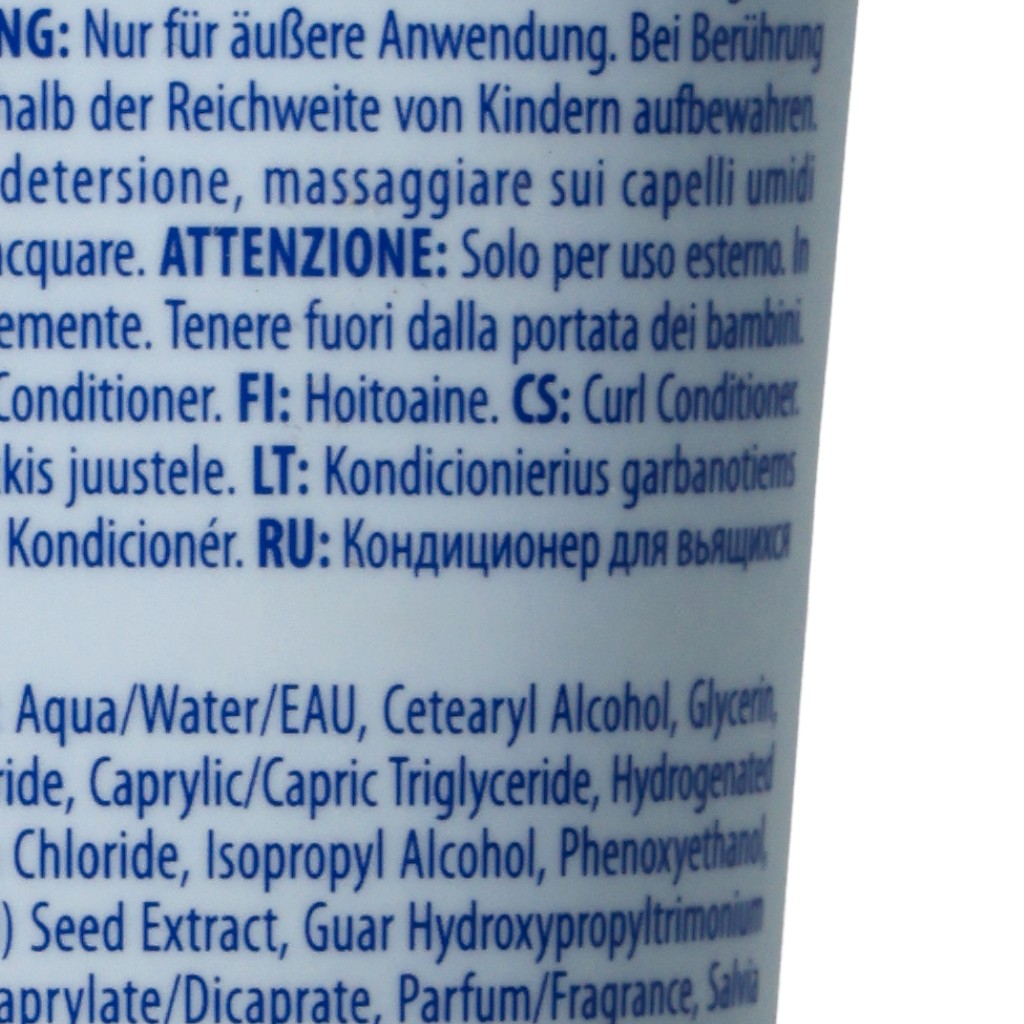 NG: Nur für äußere Anwendung. Bei Berührung
halb der Reichweite von Kindern aufbewahren.
detersione, massaggiare sui capelli umidi
acquare. ATTENZIONE: Solo per uso esterno. In
emente. Tenere fuori dalla portata dei bambini.
Conditioner. FI: Hoitoaine. CS: Curl Conditioner.
kis juustele. LT: Kondicionierius garbanotiems
Kondicionér. RU: Кондиционер для вьящихся
Aqua/Water/EAU, Cetearyl Alcohol, Glycerin,
ride, Caprylic/Capric Triglyceride, Hydrogenated
Chloride, Isopropyl Alcohol, Phenoxyethanol,
) Seed Extract, Guar Hydroxypropyltrimonium
aprylate/Dicaprate, Parfum/Fragrance, Salvia